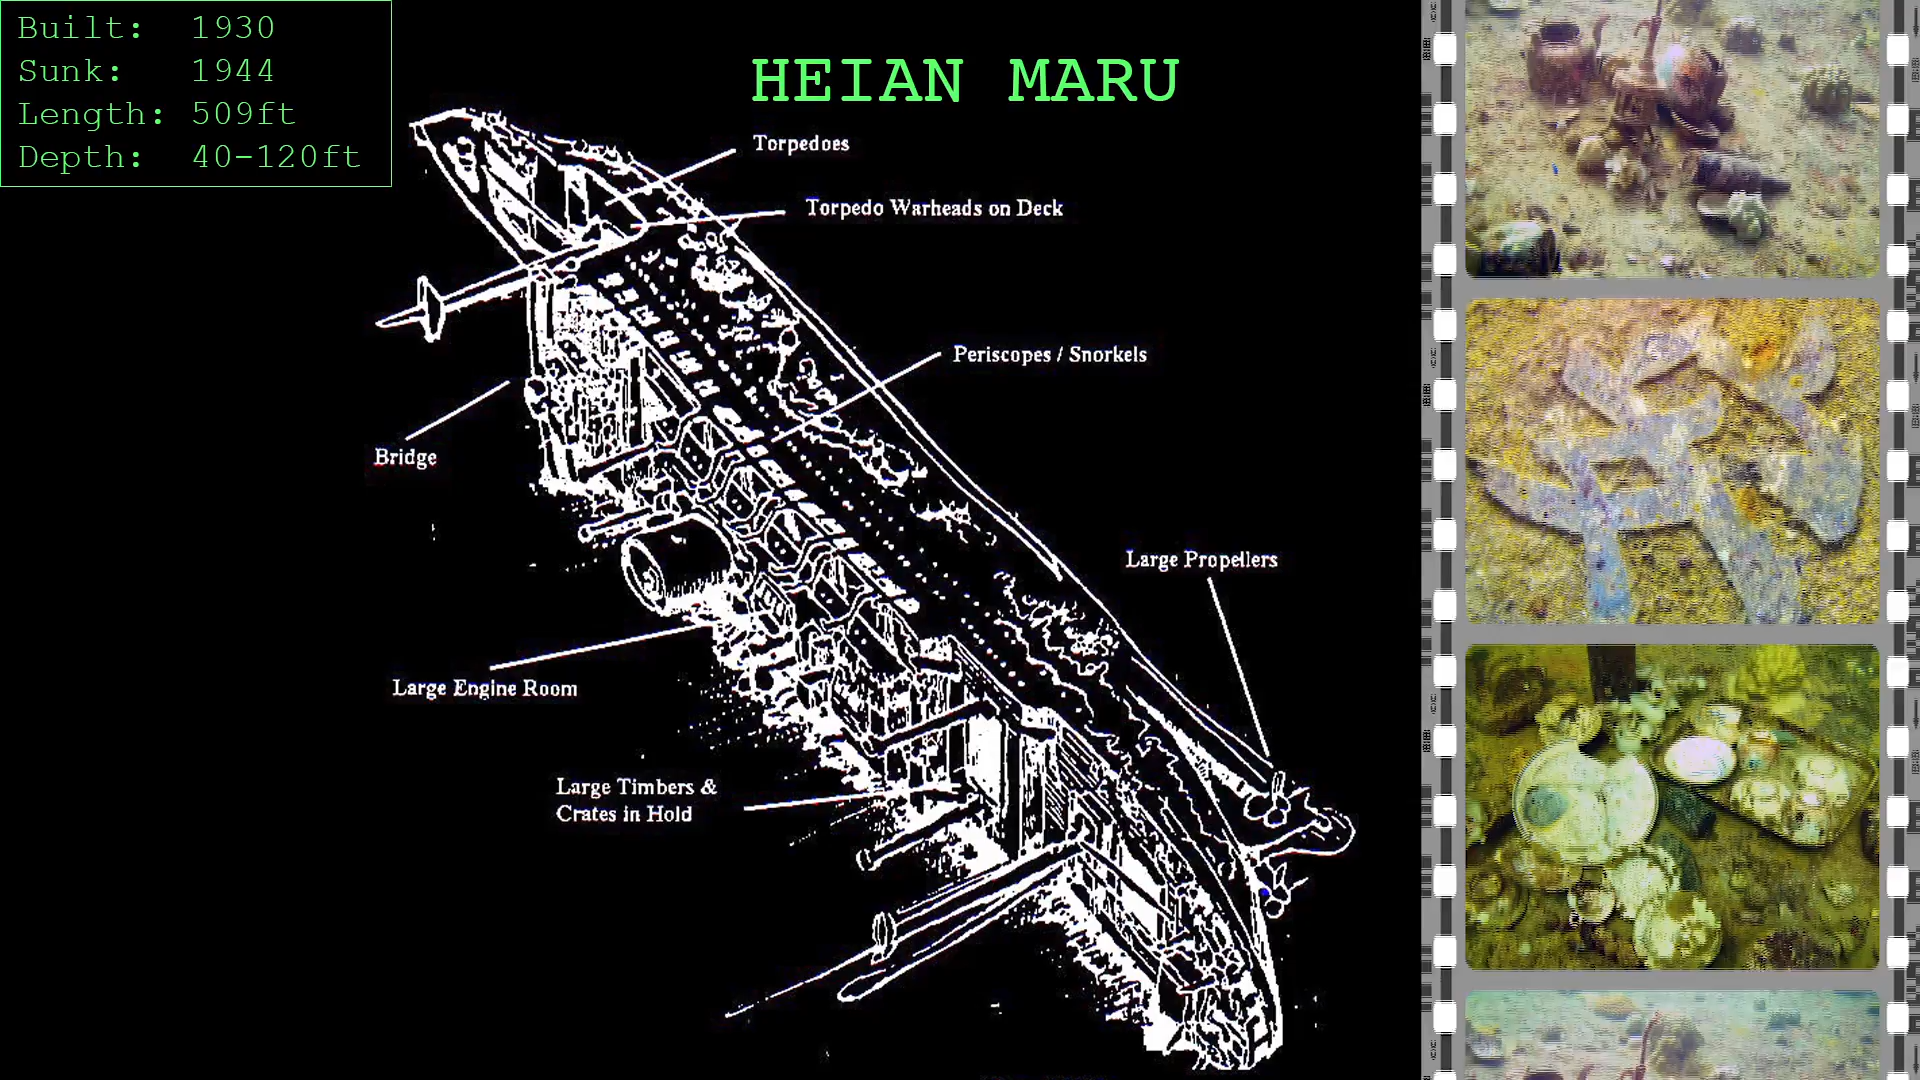 Built: 1930
Sunk: 1944
Length: 509ft
Depth: 40-120ft
HEIAN MARU
Torpedoes
Torpedo Warheads on Deck
Periscopes / Snorkels
Bridge
Large Propellers
Large Engine Room
Large Timbers &
Crates in Hold